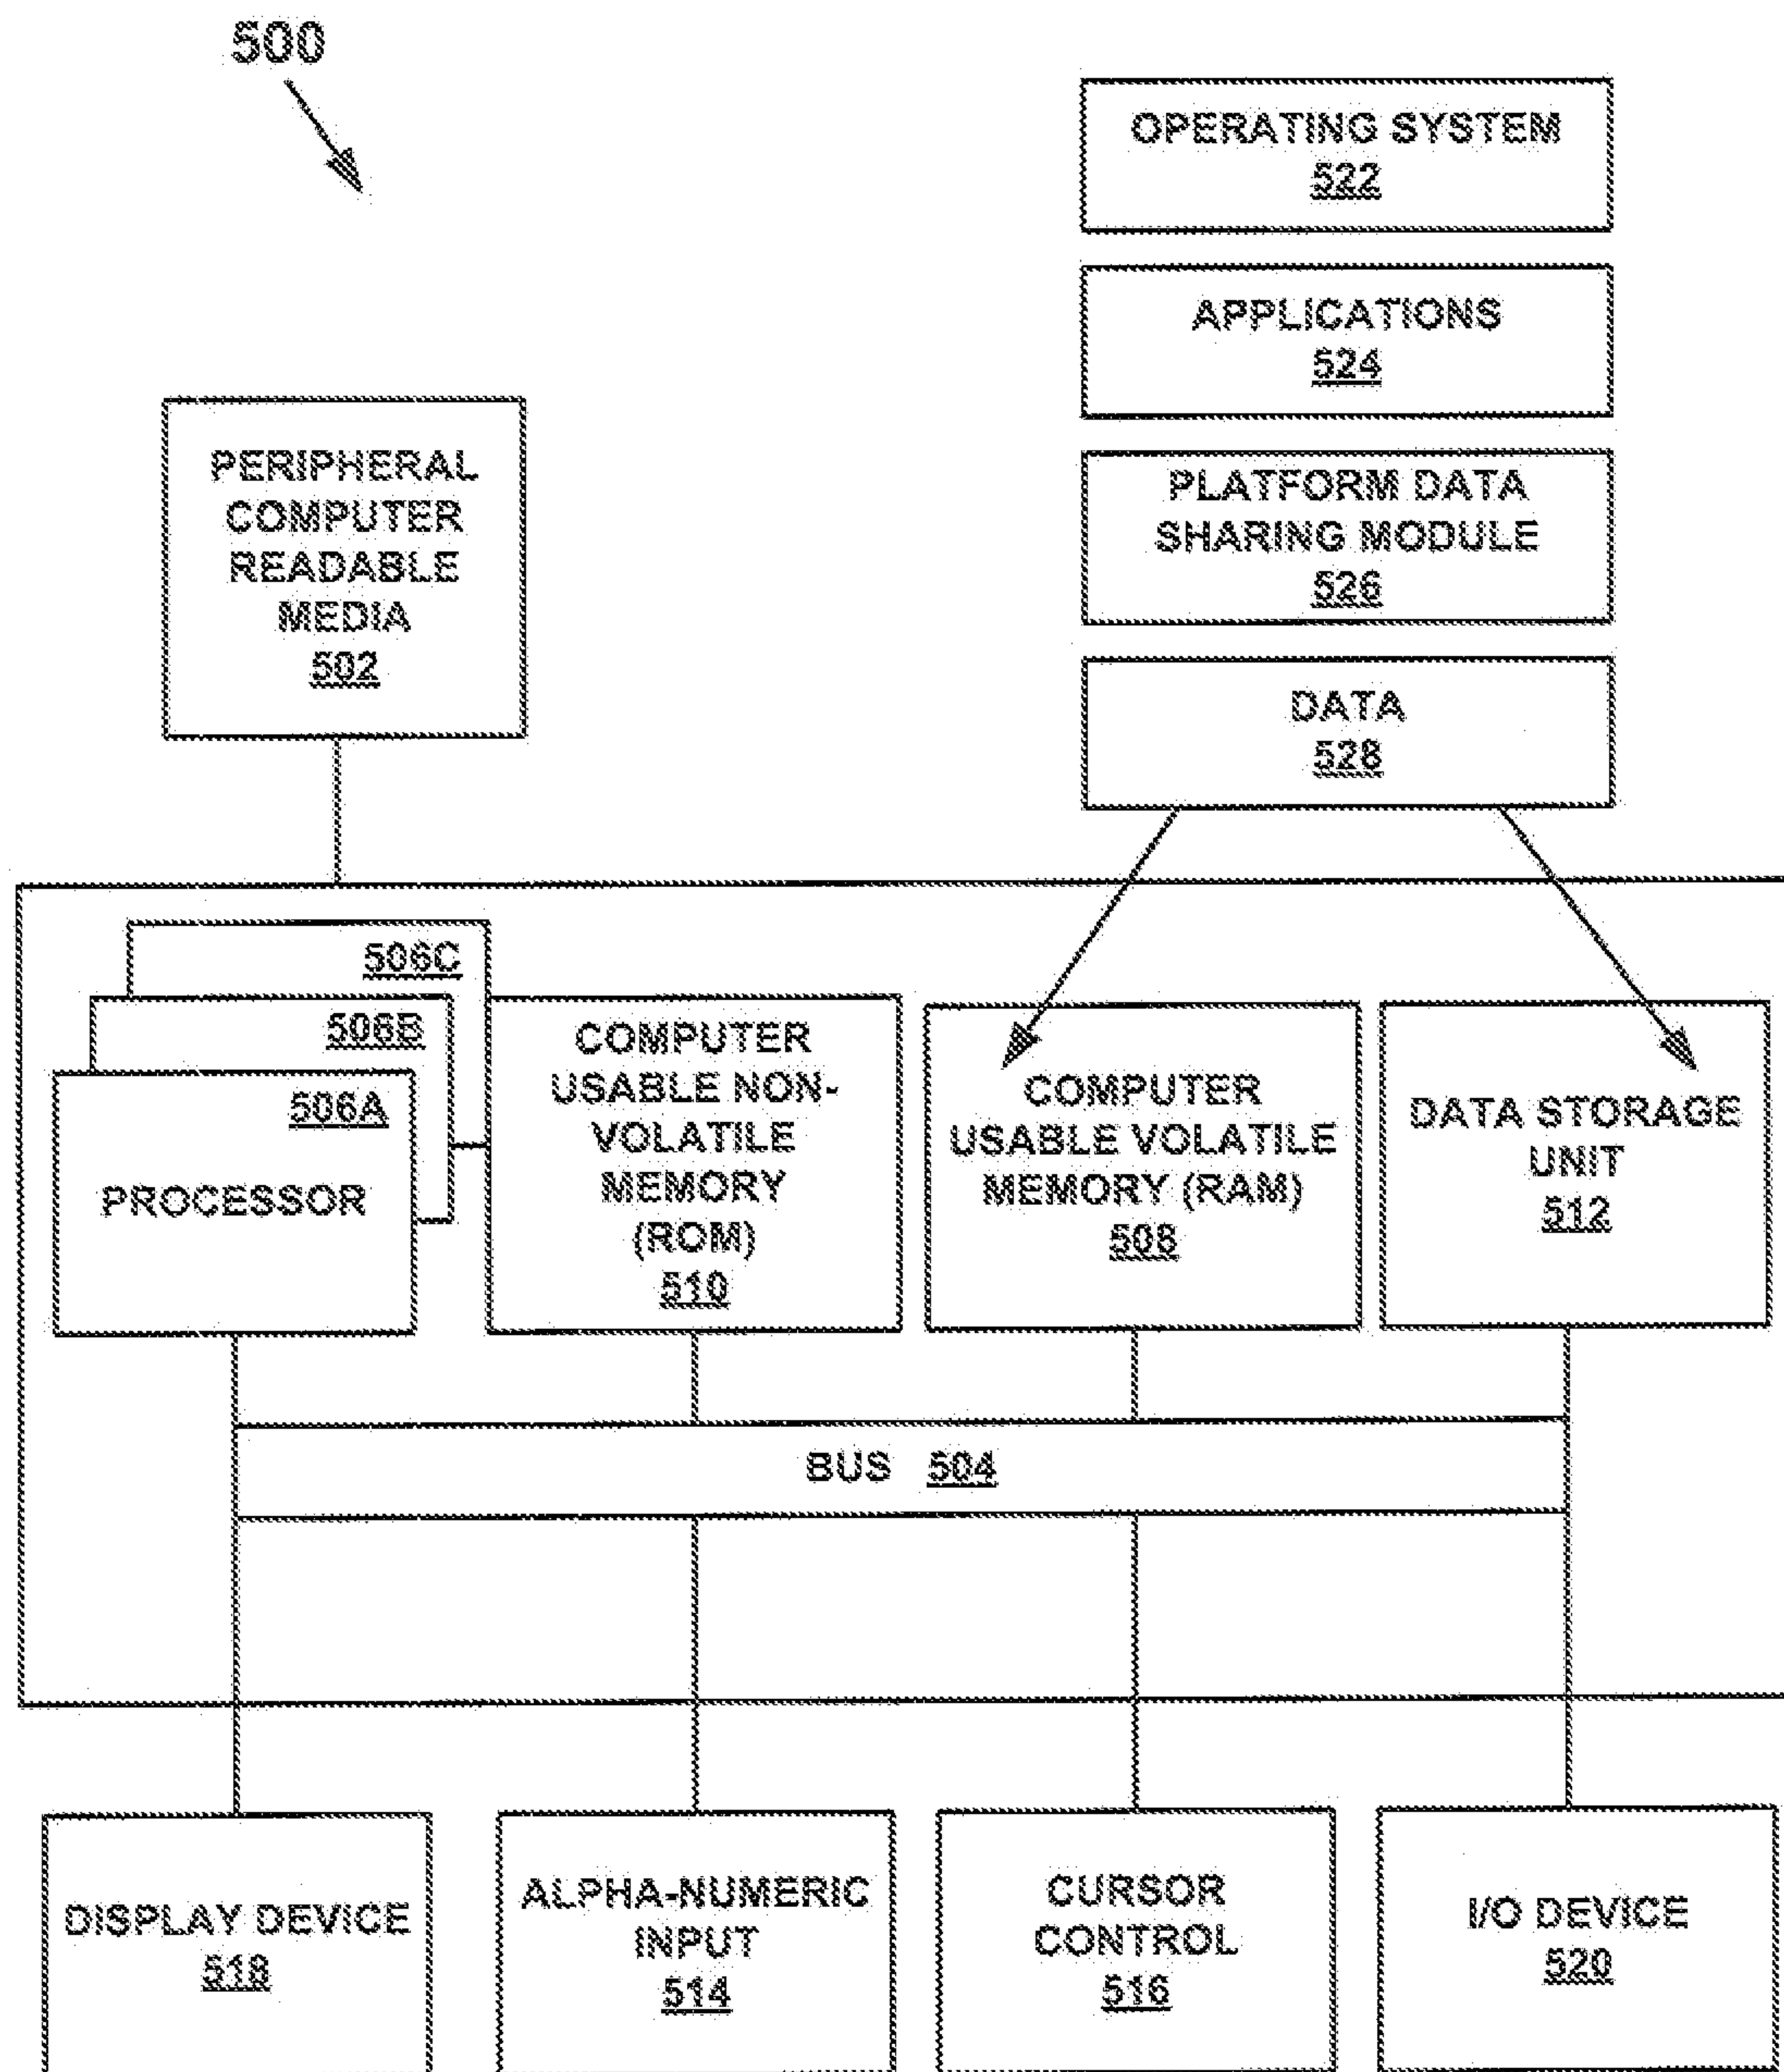 500
OPERATING SYSTEM
522
APPLICATIONS
524
PLATFORM DATA
SHARING MODULE
526
DATA
528
PERIPHERAL
COMPUTER
READABLE
MEDIA
502
506C
506B
506A
PROCESSOR
COMPUTER
USABLE NON-
VOLATILE
MEMORY
(ROM)
510
COMPUTER
USABLE VOLATILE
MEMORY (RAM)
508
DATA STORAGE
UNIT
512
BUS 504
DISPLAY DEVICE
518
ALPHA-NUMERIC
INPUT
514
CURSOR
CONTROL
516
I/O DEVICE
520